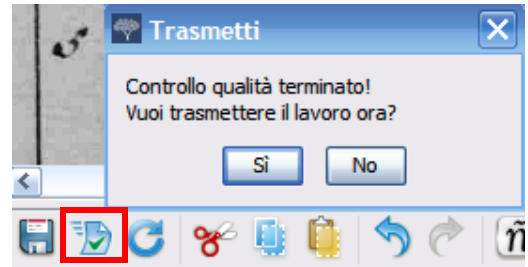 Trasmetti
Controllo qualità terminato!
Vuoi trasmettere il lavoro ora?
Sì
No
ñ